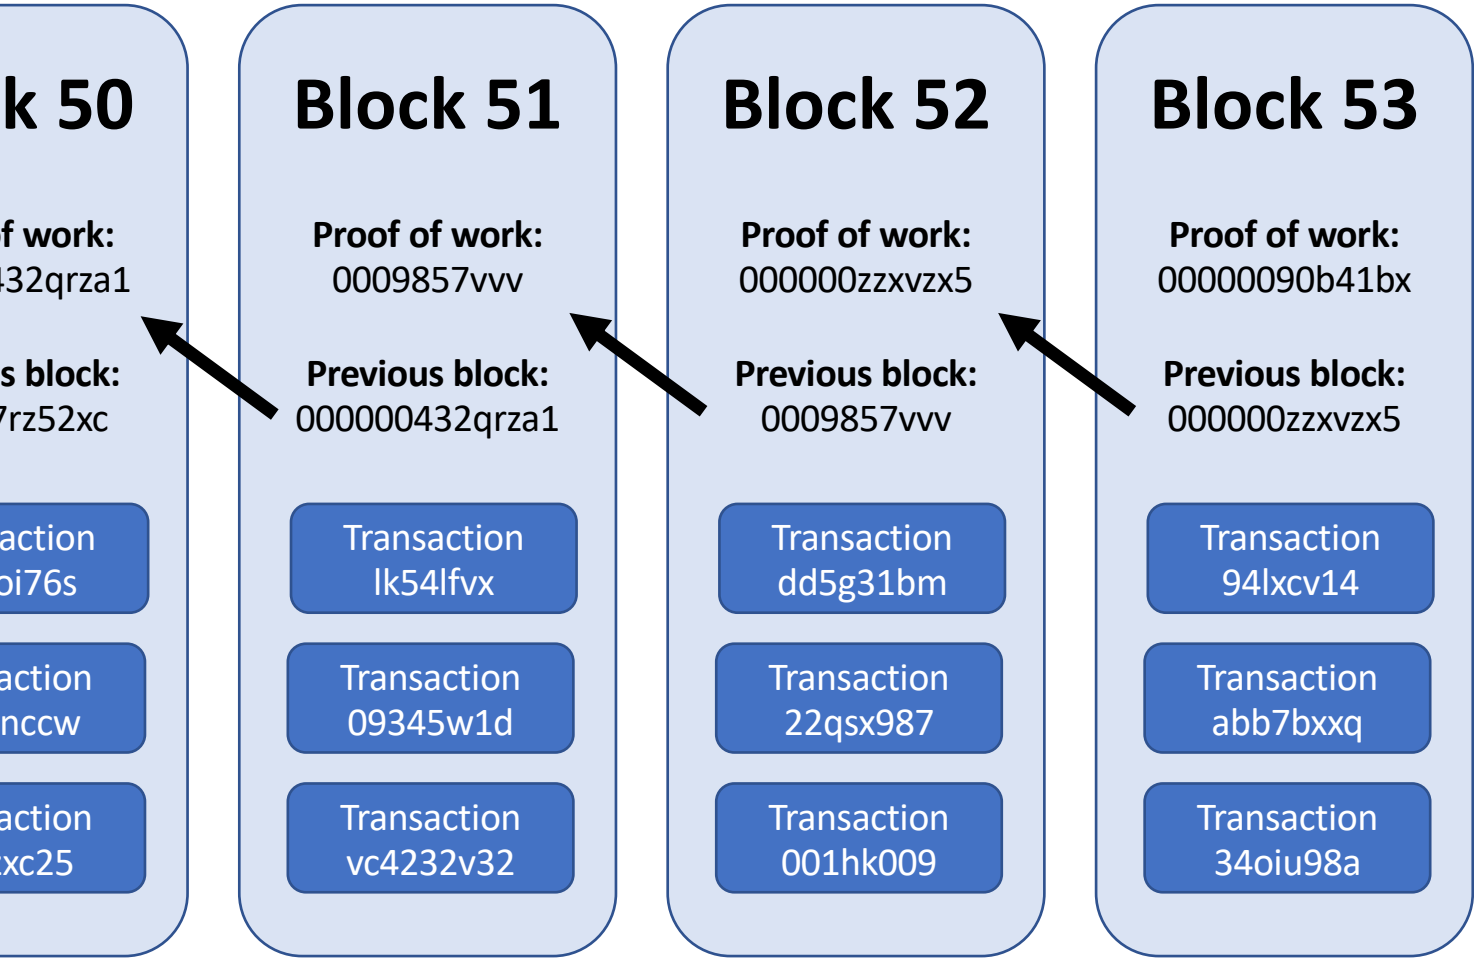 k 50
f work:
432qrza1
s block:
7rz52xc
action
oi76s
action
nccw
action
xc25
Block 51
Proof of work:
0009857vvv
Previous block:
000000432qrza1
Transaction
lk54lfvx
Transaction
09345w1d
Transaction
vc4232v32
Block 52
Proof of work:
000000zzxvzx5
Previous block:
0009857vvv
Transaction
dd5g31bm
Transaction
22qsx987
Transaction
001hk009
Block 53
Proof of work:
00000090b41bx
Previous block:
000000zzxvzx5
Transaction
94lxcv14
Transaction
abb7bxxq
Transaction
34oiu98a